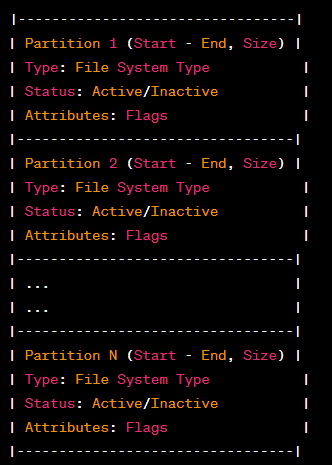 |---------------------------------|
| Partition 1 (Start - End, Size) |
| Type: File System Type           |
| Status: Active/Inactive          |
| Attributes: Flags                |
|---------------------------------|
| Partition 2 (Start - End, Size) |
| Type: File System Type           |
| Status: Active/Inactive          |
| Attributes: Flags                |
|---------------------------------|
| ...                             |
| ...                             |
|---------------------------------|
| Partition N (Start - End, Size) |
| Type: File System Type           |
| Status: Active/Inactive          |
| Attributes: Flags                |
|---------------------------------|